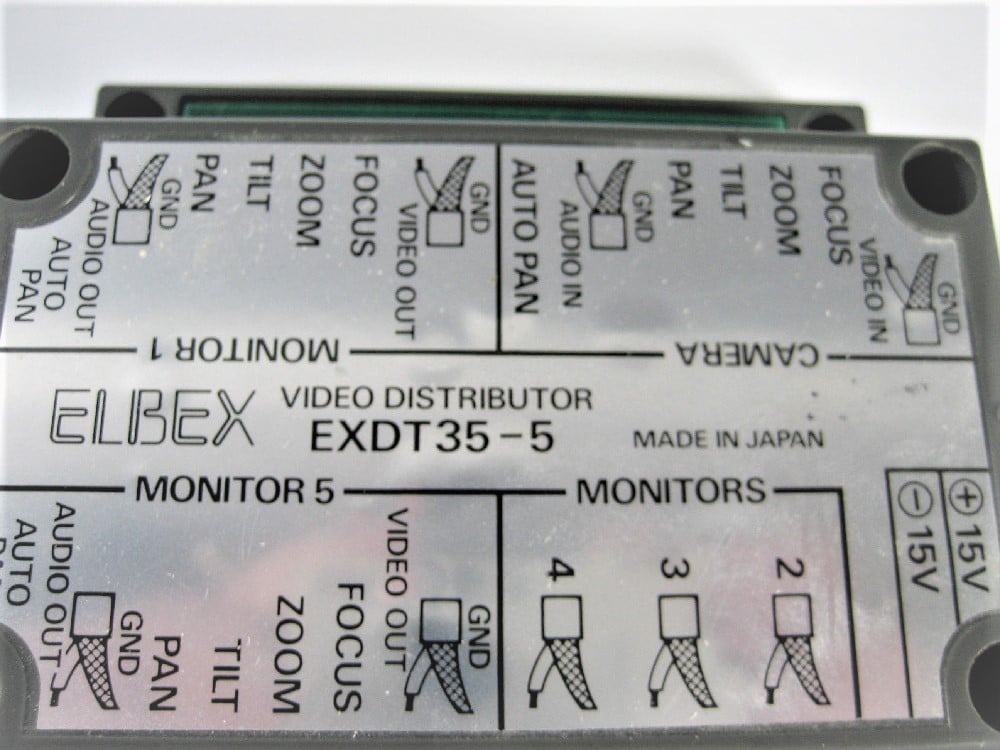 AUTO
PAN
AUDIO OUT
GND
PAN
TILT
ZOOM
FOCUS
VIDEO OUT
GND
AUTO PAN
AUDIO IN
GND
PAN
TILT
ZOOM
FOCUS
VIDEO IN
GND
MONITOR 1
CAMERA
ELBEX
VIDEO DISTRIBUTOR
EXDT35-5
MADE IN JAPAN
MONITOR 5
MONITORS
AUTO
AUDIO OUT
GND
PAN
TILT
ZOOM
FOCUS
VIDEO OUT
GND
4
3
2
⊖ 15V
⊕ 15V